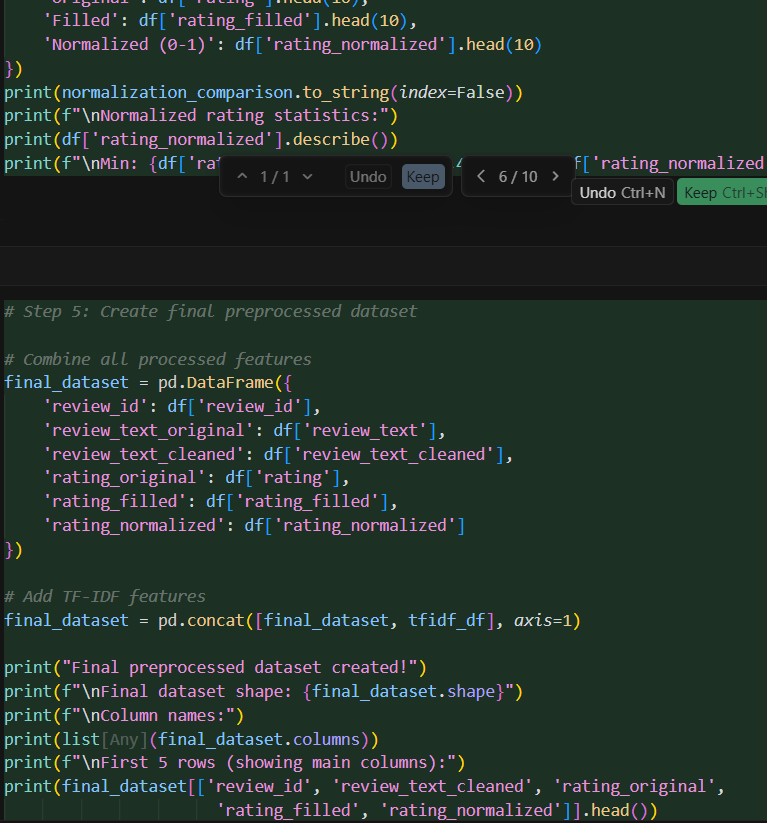 'Original': df['rating'].head(10),
    'Filled': df['rating_filled'].head(10),
    'Normalized (0-1)': df['rating_normalized'].head(10)
})
print(normalization_comparison.to_string(index=False))
print(f"\nNormalized rating statistics:")
print(df['rating_normalized'].describe())
print(f"\nMin: {df['rat f['rating_normalized
1 / 1 Undo Keep 6 / 10
Undo Ctrl+N Keep Ctrl+Sh
# Step 5: Create final preprocessed dataset
# Combine all processed features
final_dataset = pd.DataFrame({
    'review_id': df['review_id'],
    'review_text_original': df['review_text'],
    'review_text_cleaned': df['review_text_cleaned'],
    'rating_original': df['rating'],
    'rating_filled': df['rating_filled'],
    'rating_normalized': df['rating_normalized']
})
# Add TF-IDF features
final_dataset = pd.concat([final_dataset, tfidf_df], axis=1)
print("Final preprocessed dataset created!")
print(f"\nFinal dataset shape: {final_dataset.shape}")
print(f"\nColumn names:")
print(list[Any](final_dataset.columns))
print(f"\nFirst 5 rows (showing main columns):")
print(final_dataset[['review_id', 'review_text_cleaned', 'rating_original',
                      'rating_filled', 'rating_normalized']].head())